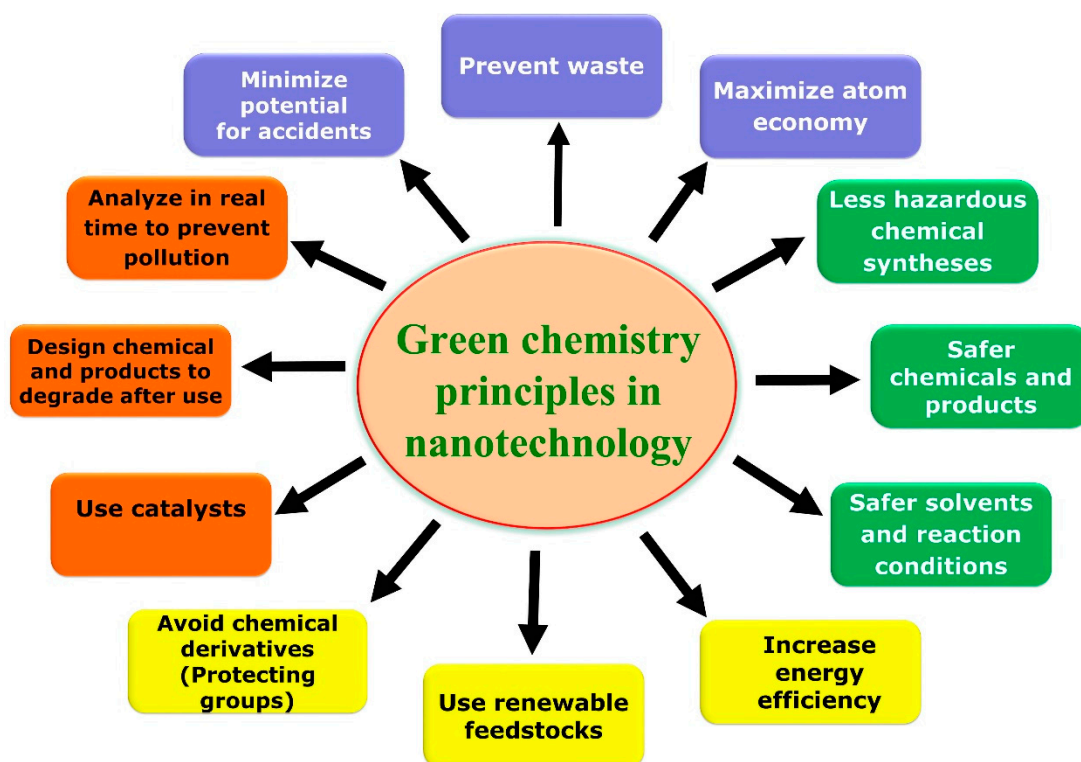 Prevent waste
Maximize atom
economy
Less hazardous
chemical
syntheses
Safer
chemicals and
products
Safer solvents
and reaction
conditions
Increase
energy
efficiency
Use renewable
feedstocks
Avoid chemical
derivatives
(Protecting
groups)
Use catalysts
Design chemical
and products to
degrade after use
Analyze in real
time to prevent
pollution
Minimize
potential
for accidents
Green chemistry
principles in
nanotechnology